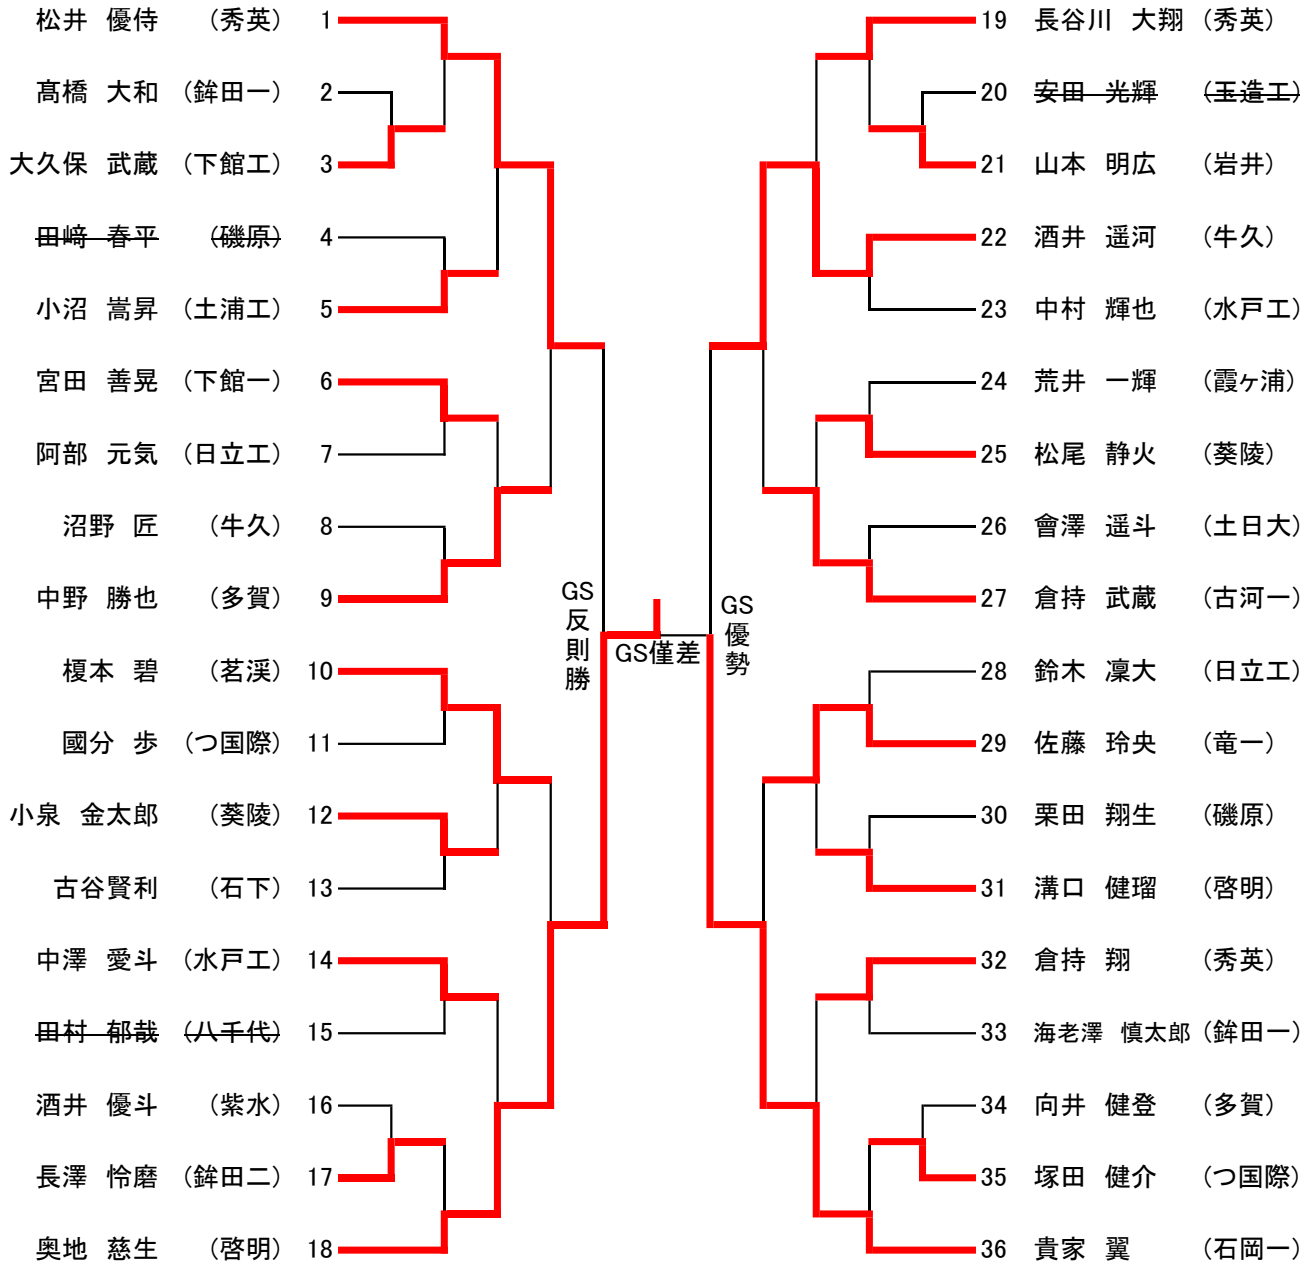 松井 優侍 （秀英） 1
髙橋 大和 （鉾田一） 2
大久保 武蔵 （下館工） 3
田﨑 春平 （磯原） 4
小沼 嵩昇 （土浦工） 5
宮田 善晃 （下館一） 6
阿部 元気 （日立工） 7
沼野 匠 （牛久） 8
中野 勝也 （多賀） 9
榎本 碧 （茗渓） 10
國分 歩 （つ国際） 11
小泉 金太郎 （葵陵） 12
古谷賢利 （石下） 13
中澤 愛斗 （水戸工） 14
田村 郁哉 （八千代） 15
酒井 優斗 （紫水） 16
長澤 怜磨 （鉾田二） 17
奥地 慈生 （啓明） 18
GS反則勝
GS僅差
GS優勢
19 長谷川 大翔 （秀英）
20 安田 光輝 （玉造工）
21 山本 明広 （岩井）
22 酒井 遥河 （牛久）
23 中村 輝也 （水戸工）
24 荒井 一輝 （霞ヶ浦）
25 松尾 静火 （葵陵）
26 會澤 遥斗 （土日大）
27 倉持 武蔵 （古河一）
28 鈴木 凜大 （日立工）
29 佐藤 玲央 （竜一）
30 栗田 翔生 （磯原）
31 溝口 健瑠 （啓明）
32 倉持 翔 （秀英）
33 海老澤 慎太郎 （鉾田一）
34 向井 健登 （多賀）
35 塚田 健介 （つ国際）
36 貴家 翼 （石岡一）